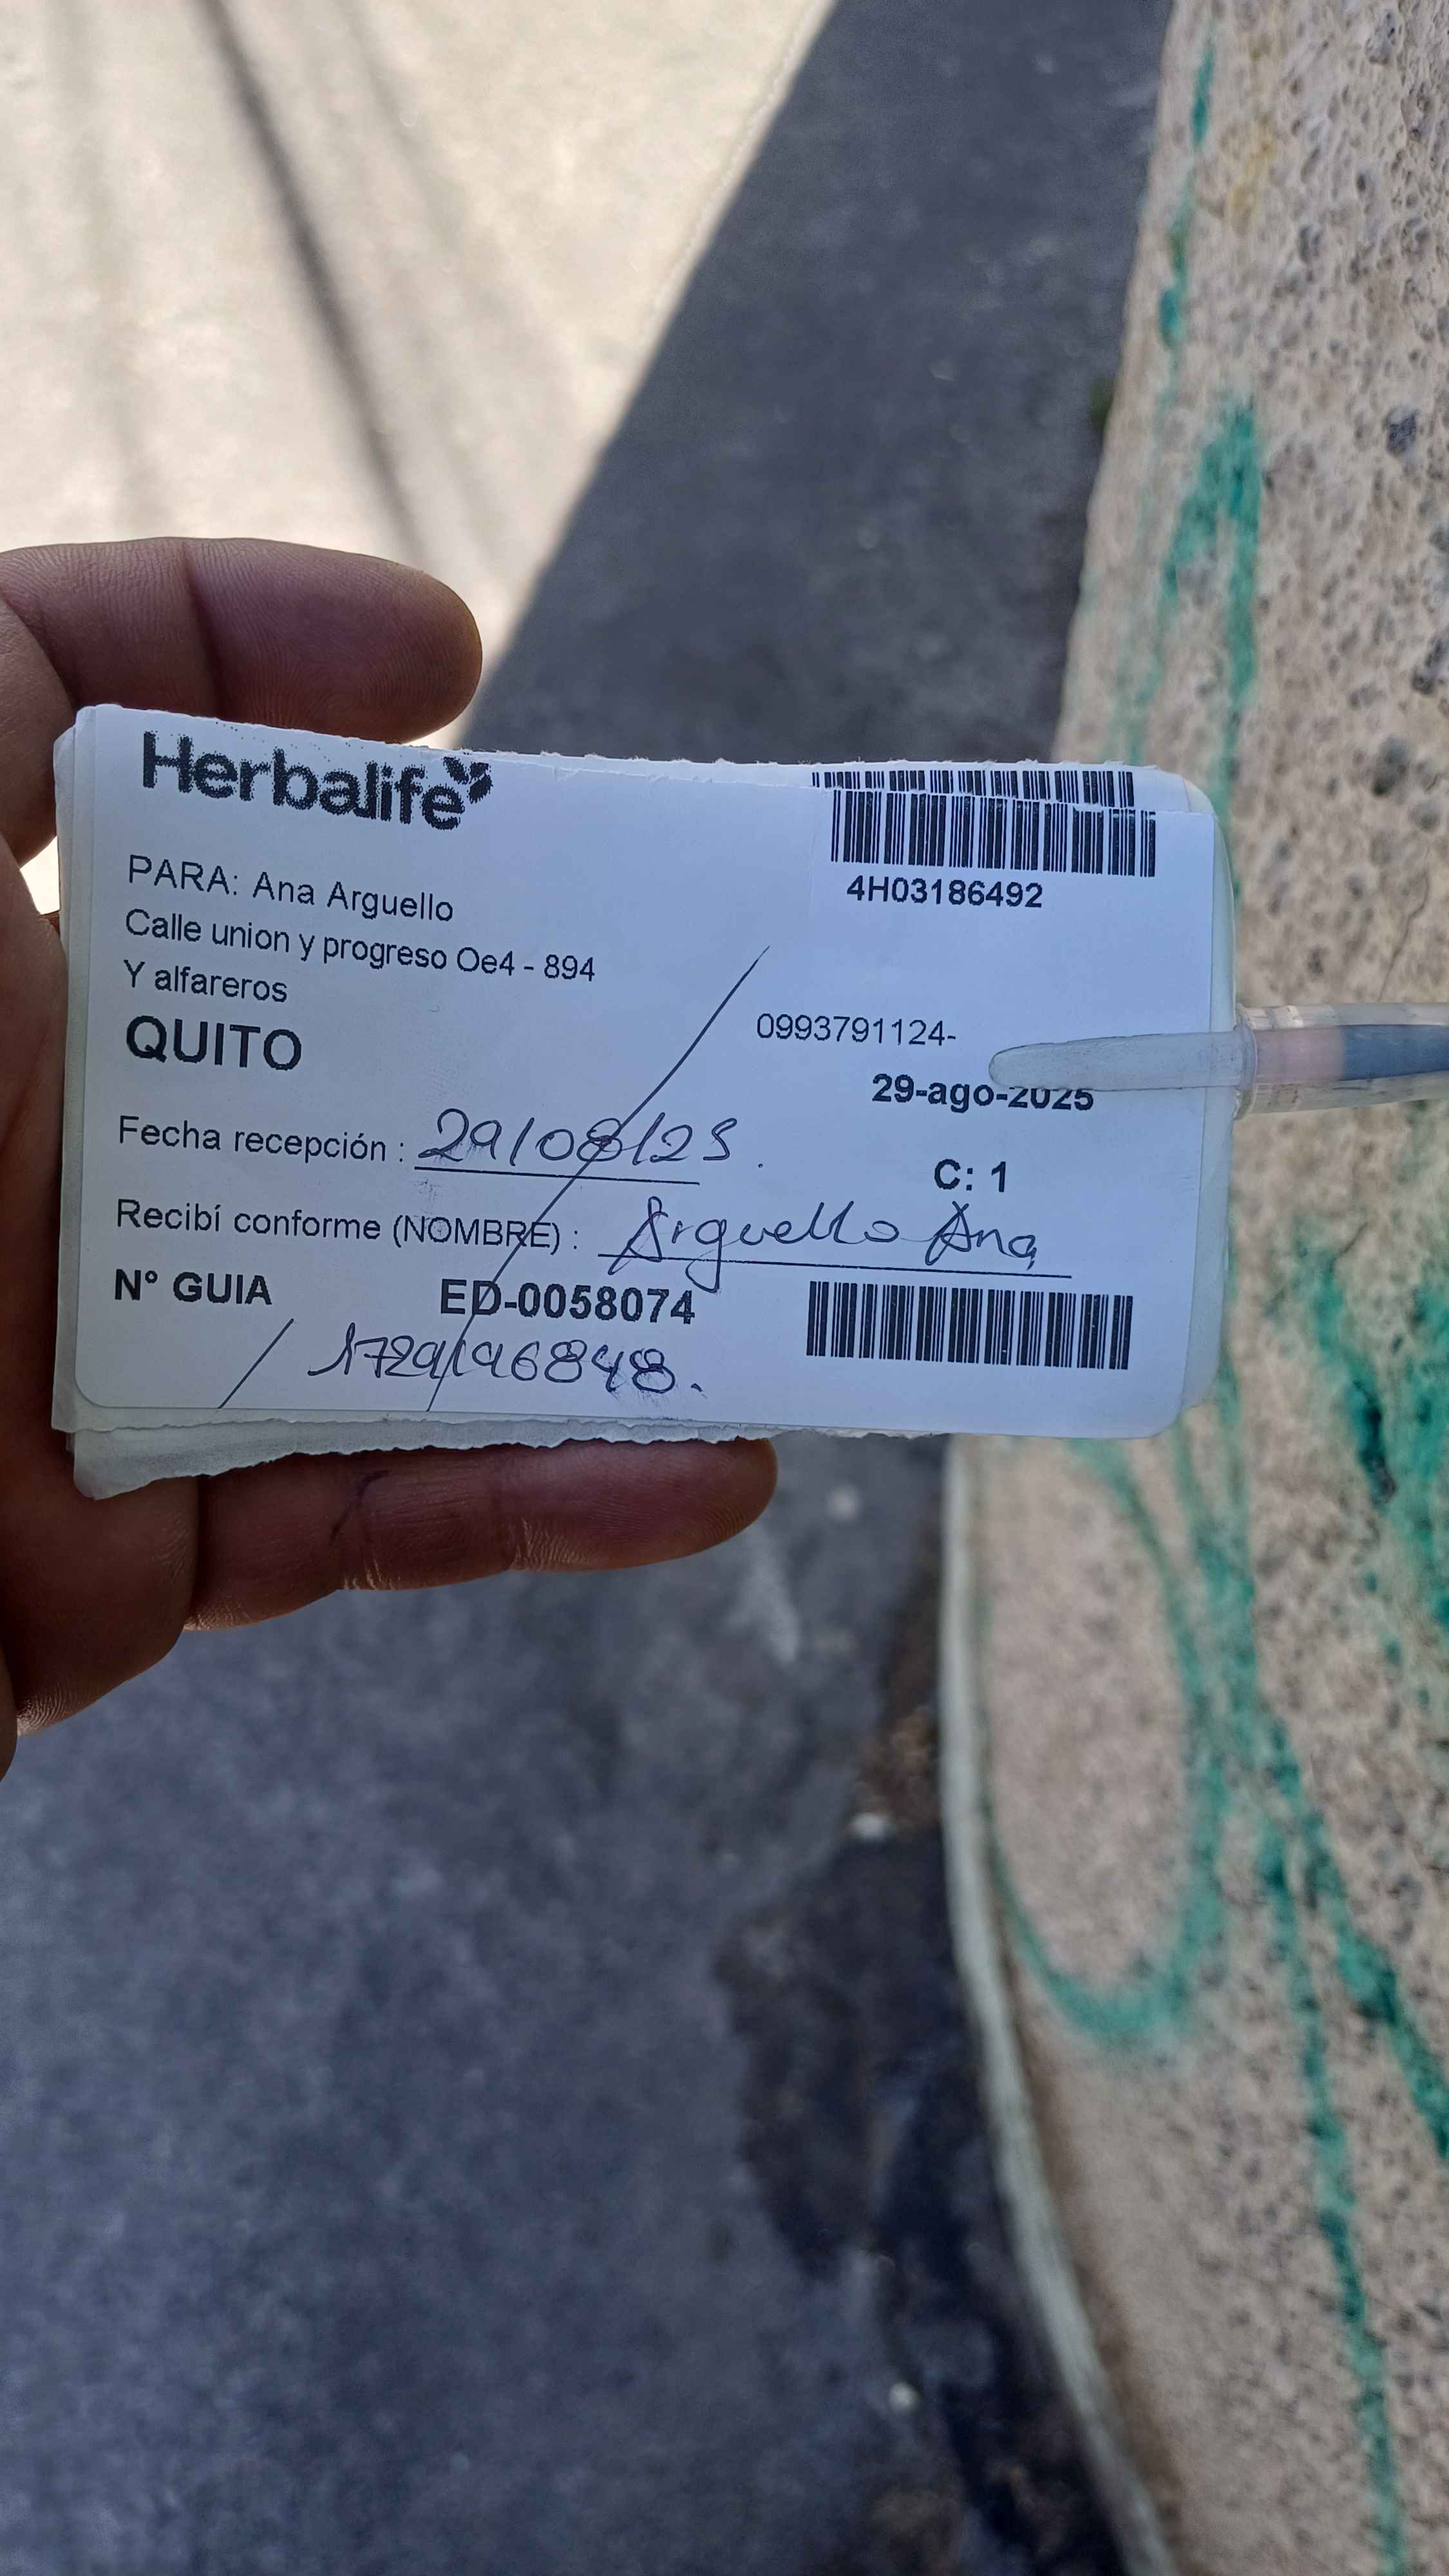 Herbalife
4H03186492
PARA: Ana Arguello
Calle union y progreso Oe4 - 894
Y alfareros
QUITO
0993791124-
29-ago-2025
Fecha recepción : 29/08/25.
C: 1
Recibí conforme (NOMBRE) : Arguello Ana
N° GUIA ED-0058074
1729196848.